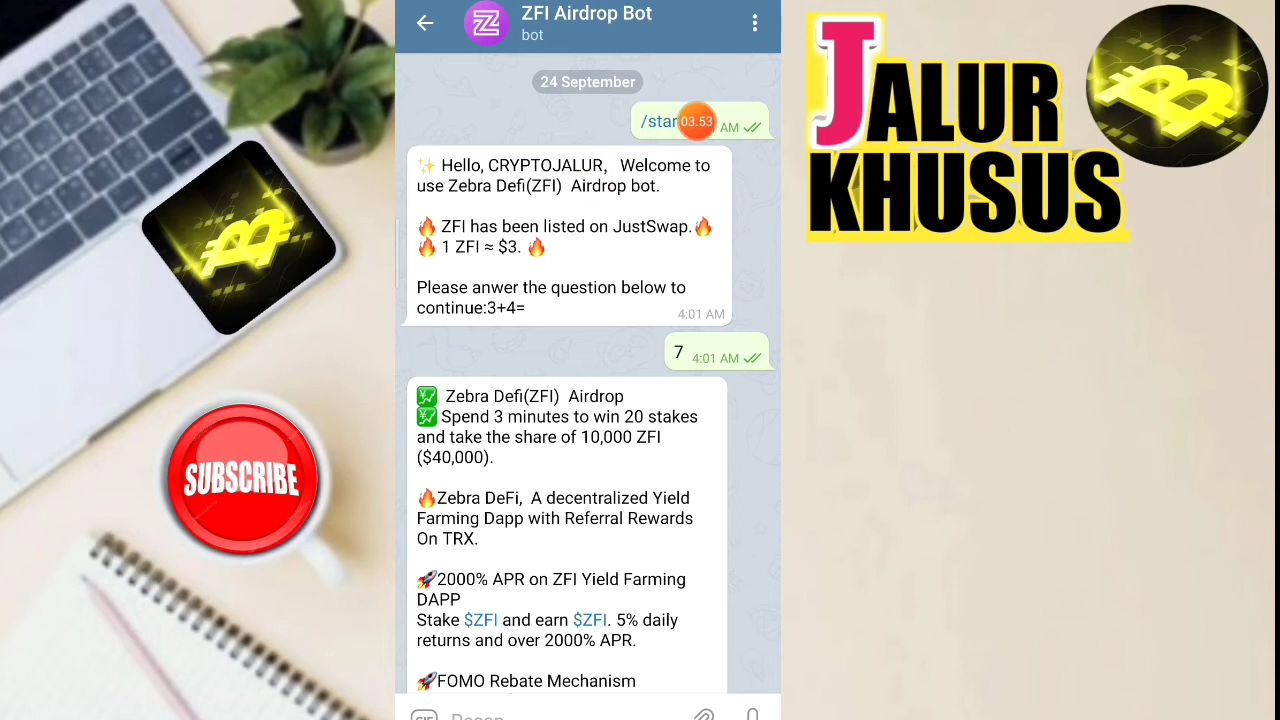 ZFI Airdrop Bot
bot
24 September
/star
03.53
AM
✨ Hello, CRYPTOJALUR, Welcome to
use Zebra Defi(ZFI) Airdrop bot.
🔥 ZFI has been listed on JustSwap.🔥
🔥 1 ZFI ≈ $3. 🔥
Please anwer the question below to
continue:3+4=
4:01 AM
7 4:01 AM
💹 Zebra Defi(ZFI) Airdrop
💹 Spend 3 minutes to win 20 stakes
and take the share of 10,000 ZFI
($40,000).
🔥Zebra DeFi, A decentralized Yield
Farming Dapp with Referral Rewards
On TRX.
🚀2000% APR on ZFI Yield Farming
DAPP
Stake $ZFI and earn $ZFI. 5% daily
returns and over 2000% APR.
🚀FOMO Rebate Mechanism
JALUR
KHUSUS
SUBSCRIBE